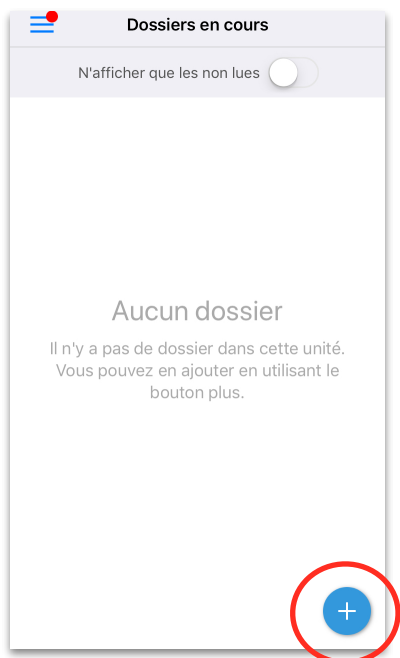 Dossiers en cours
N'afficher que les non lues
Aucun dossier
Il n'y a pas de dossier dans cette unité.
Vous pouvez en ajouter en utilisant le
bouton plus.